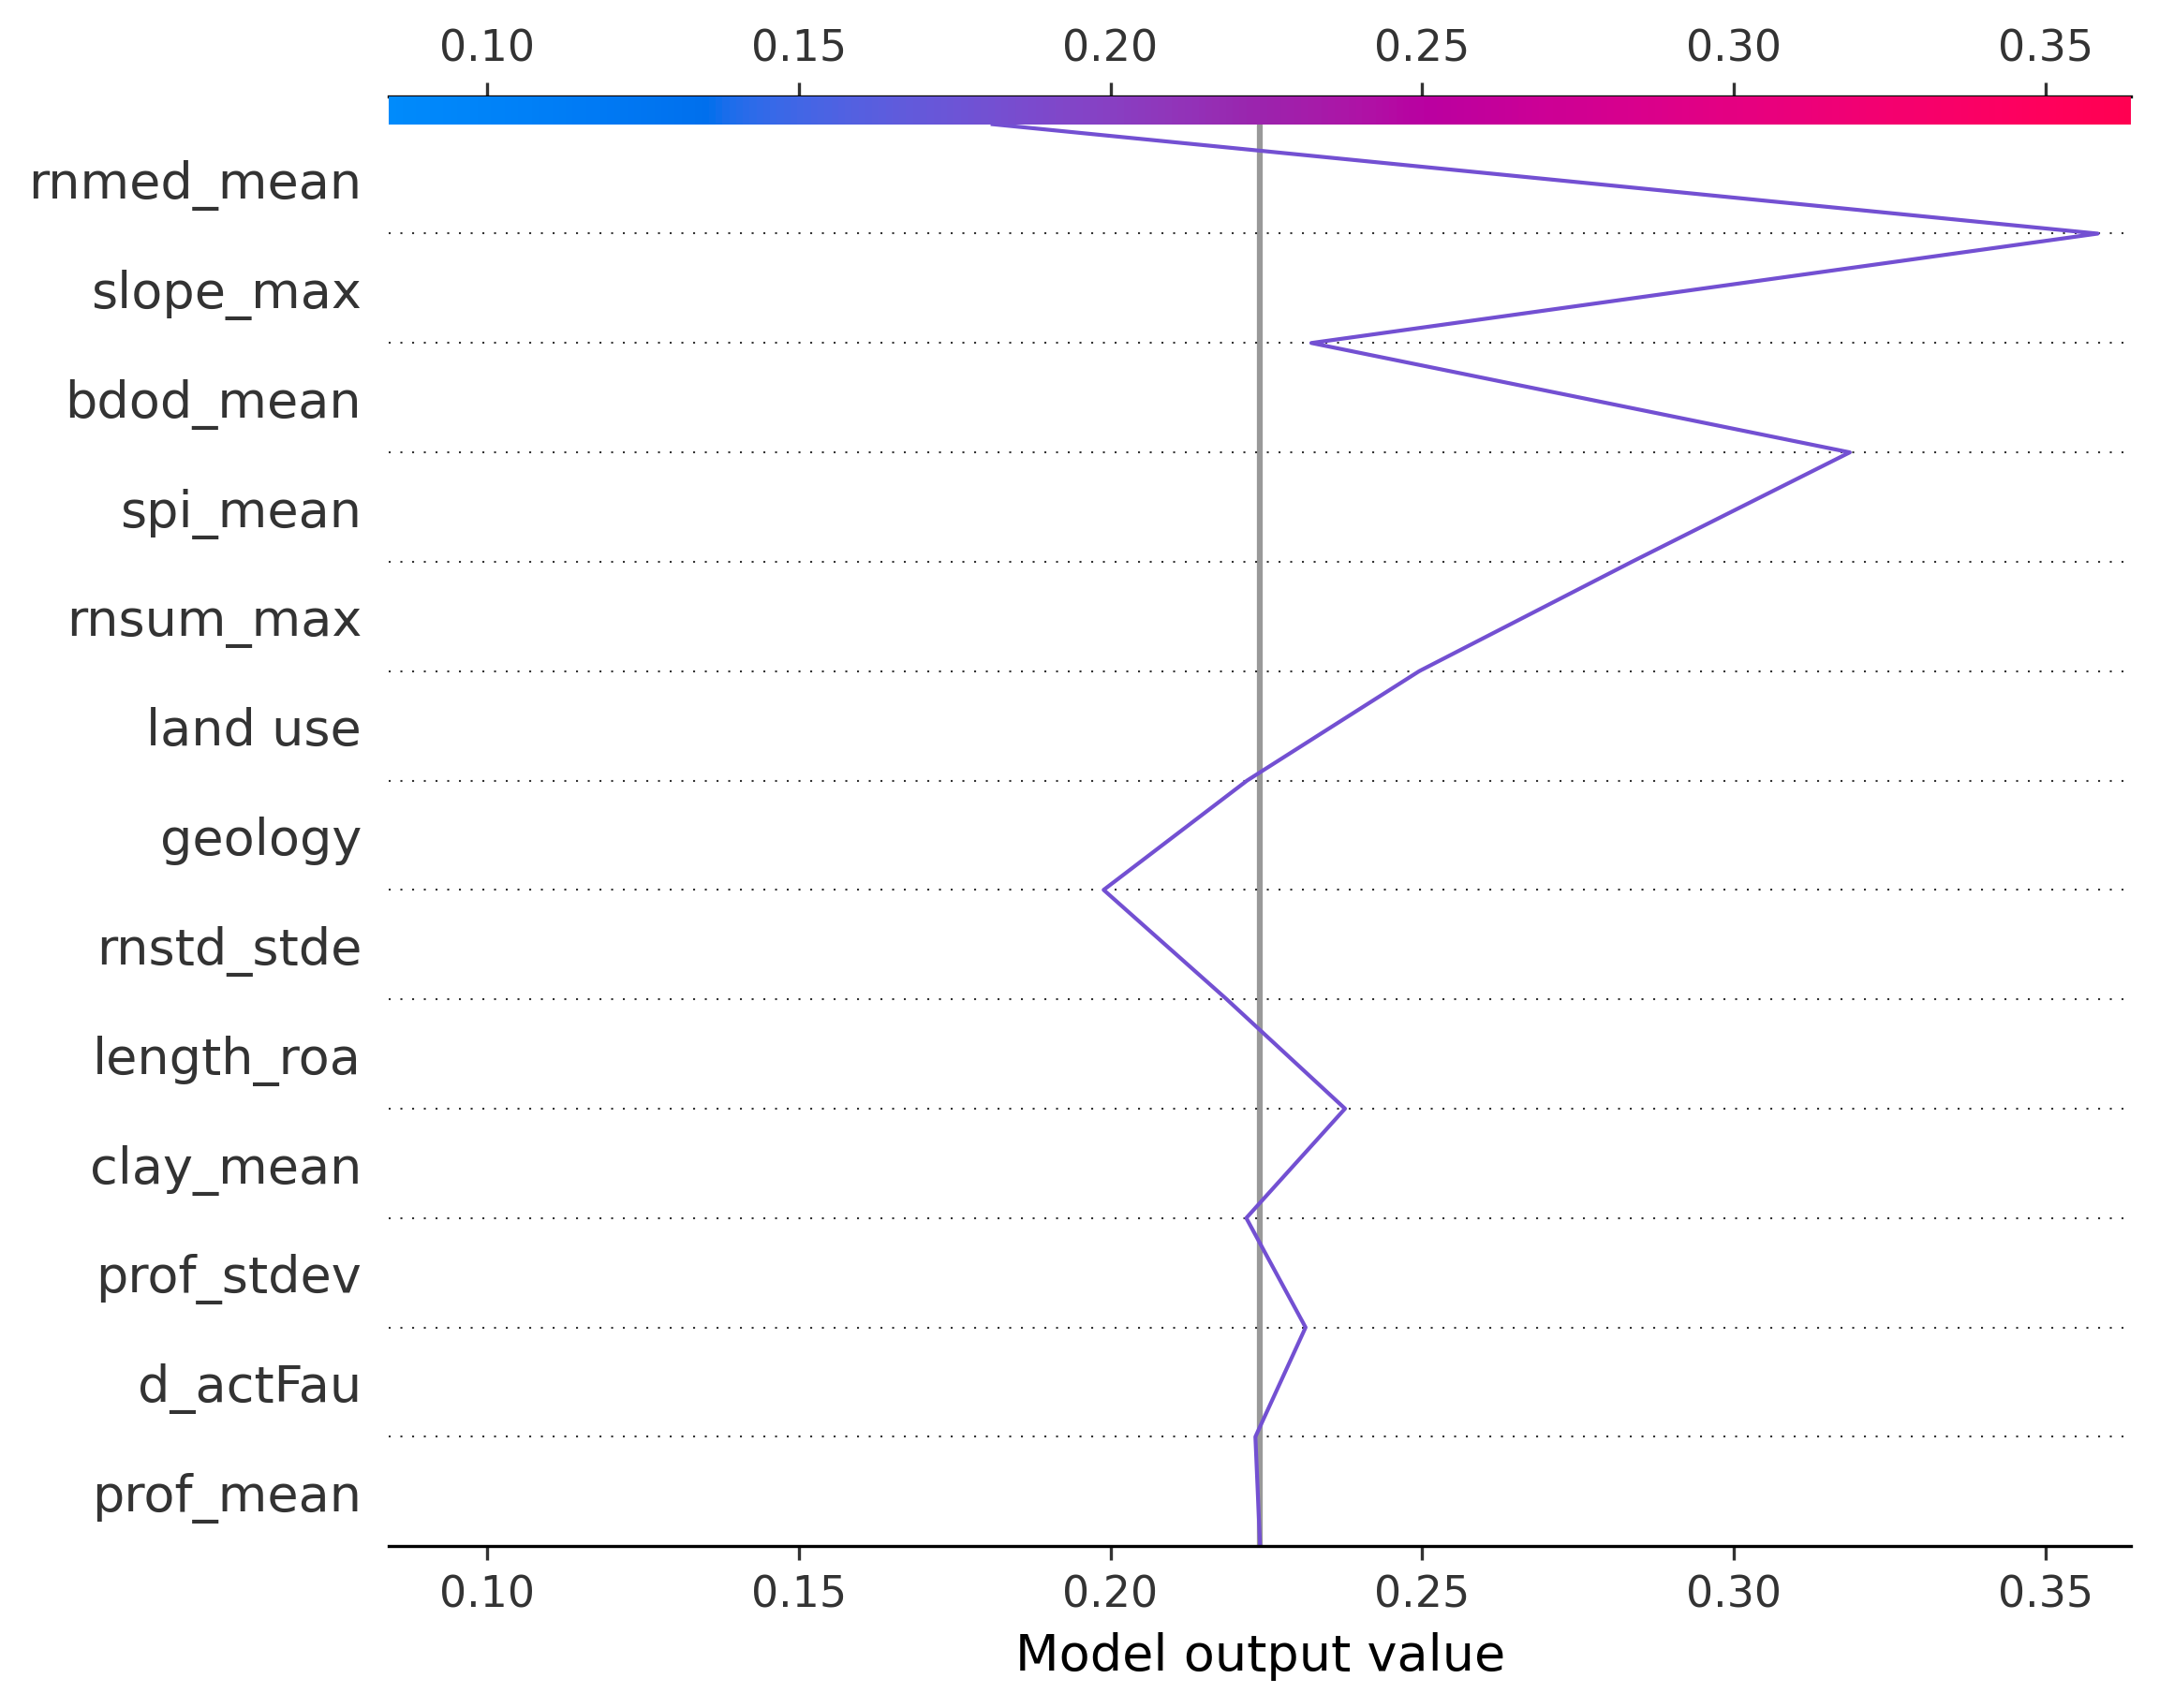 0.10 0.15 0.20 0.25 0.30 0.35
rnmed_mean
slope_max
bdod_mean
spi_mean
rnsum_max
land use
geology
rnstd_stde
length_roa
clay_mean
prof_stdev
d_actFau
prof_mean
0.10 0.15 0.20 0.25 0.30 0.35
Model output value